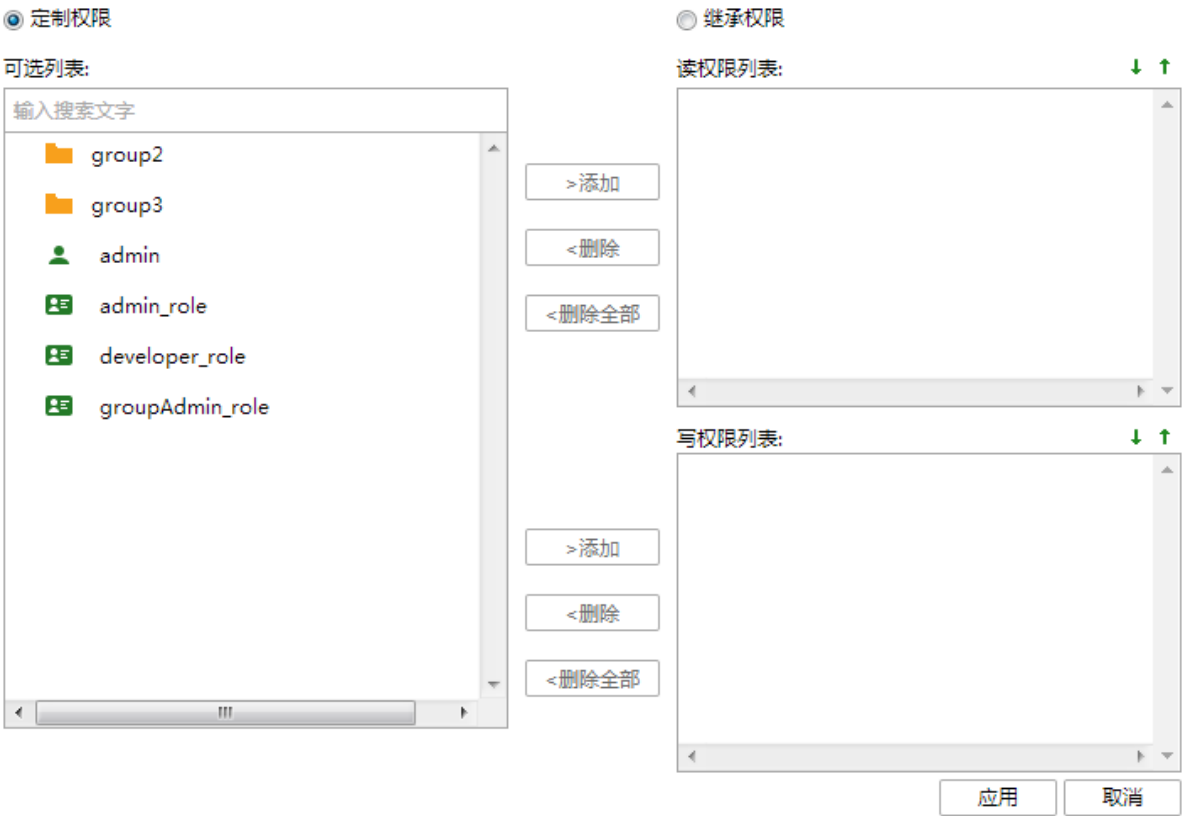 定制权限
继承权限
可选列表:
读权限列表:
输入搜索文字
group2
group3
admin
admin_role
developer_role
groupAdmin_role
>添加
<删除
<删除全部
写权限列表:
>添加
<删除
<删除全部
应用
取消